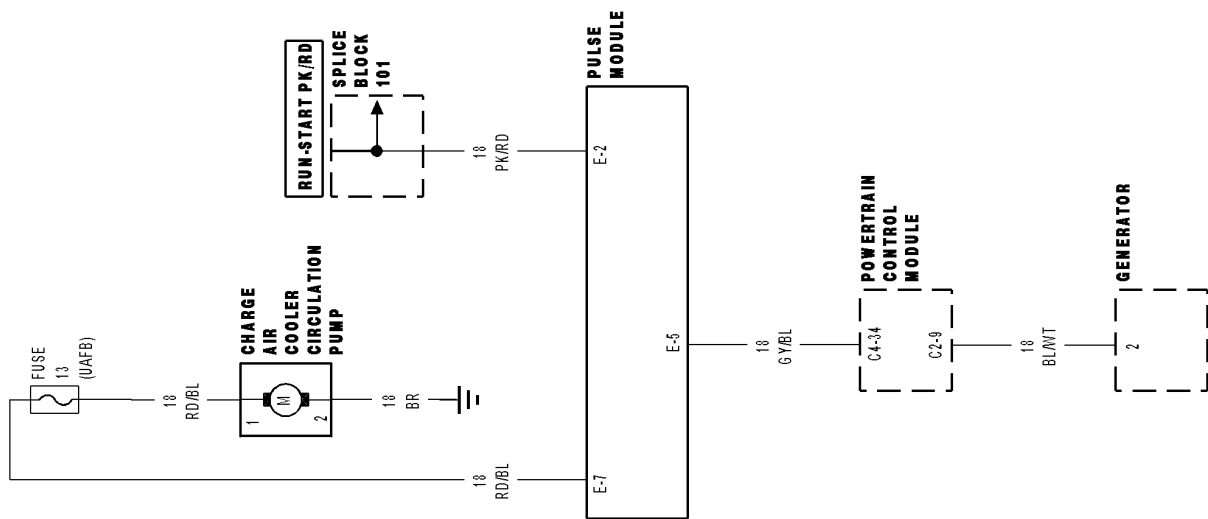 FUSE
13
(UAFB)
18
RD/BL
CHARGE
AIR
COOLER
CIRCULATION
PUMP
1
M
2
18
BR
18
RD/BL
RUN-START PK/RD
SPLICE
BLOCK
101
18
PK/RD
PULSE
MODULE
E-2
E-7
E-5
18
GY/BL
POWERTRAIN
CONTROL
MODULE
C4-34
C2-9
18
BL/WT
GENERATOR
2